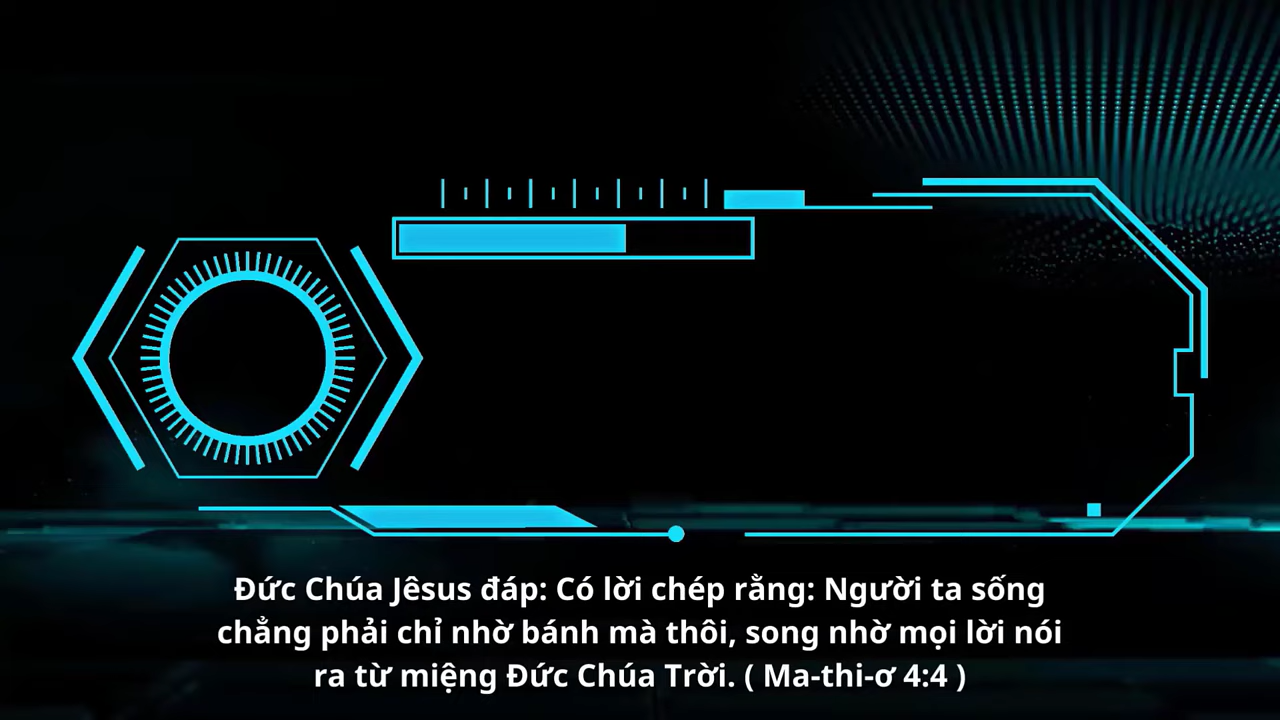 Đức Chúa Jêsus đáp: Có lời chép rằng: Người ta sống
chẳng phải chỉ nhờ bánh mà thôi, song nhờ mọi lời nói
ra từ miệng Đức Chúa Trời. ( Ma-thi-ơ 4:4 )